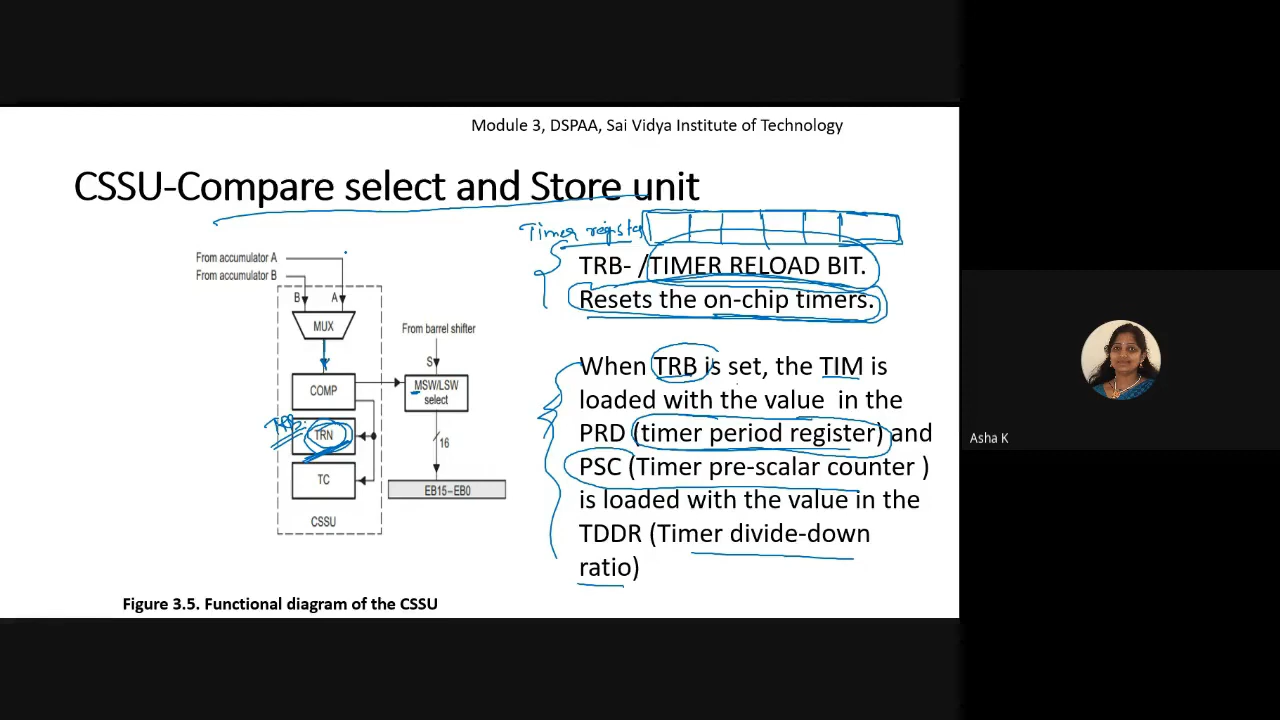 Module 3, DSPAA, Sai Vidya Institute of Technology
CSSU-Compare select and Store unit
Timer register
TRB- /TIMER RELOAD BIT.
Resets the on-chip timers.
When TRB is set, the TIM is
loaded with the value in the
PRD (timer period register) and
PSC (Timer pre-scalar counter )
is loaded with the value in the
TDDR (Timer divide-down
ratio)
From accumulator A
From accumulator B
B
A
MUX
From barrel shifter
S
COMP
MSW/LSW
select
TRN
16
TC
EB15–EB0
CSSU
Figure 3.5. Functional diagram of the CSSU
Asha K